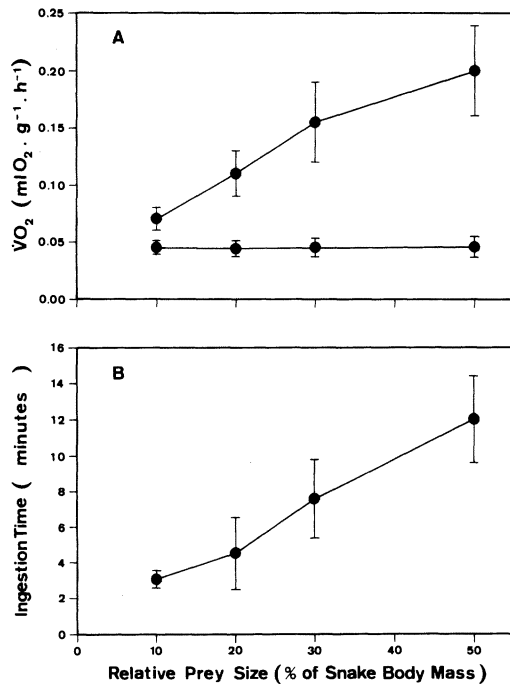 A
0.25
0.20
0.15
0.10
0.05
0.00
V̇O₂ (mlO₂ · g⁻¹ · h⁻¹)
B
16
14
12
10
8
6
4
2
0
Ingestion Time ( minutes )
0 10 20 30 40 50
Relative Prey Size (% of Snake Body Mass)